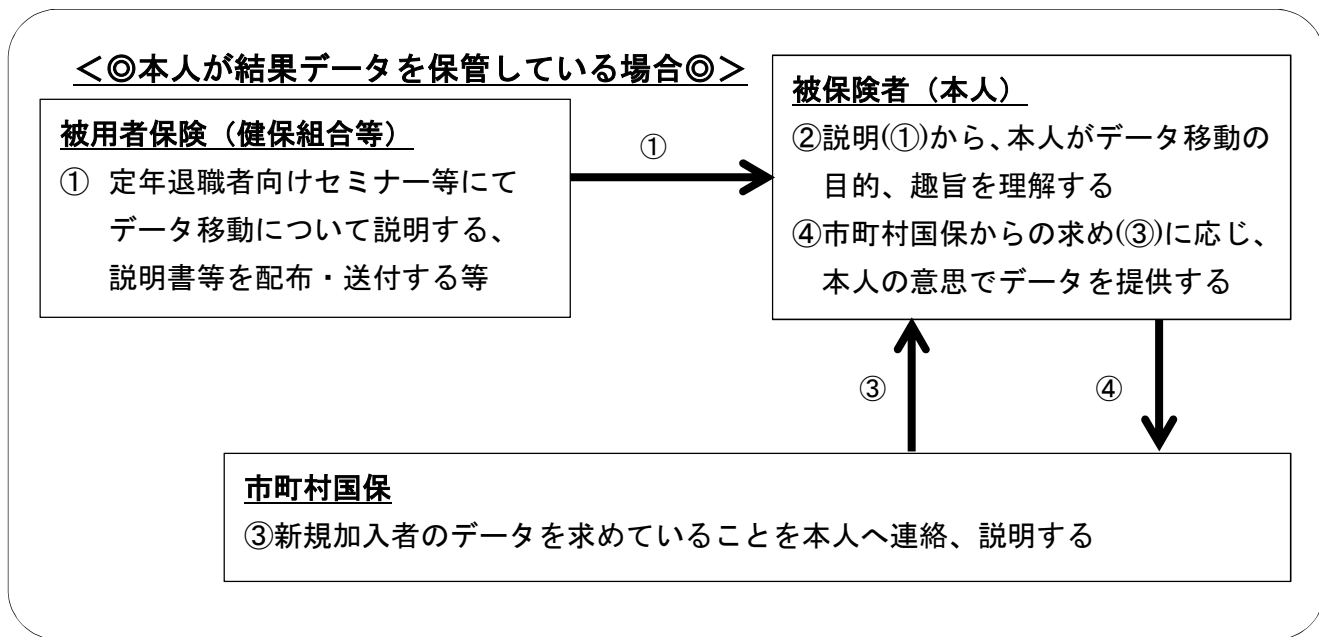 ＜◎本人が結果データを保管している場合◎＞
被用者保険（健保組合等）
① 定年退職者向けセミナー等にて
データ移動について説明する、
説明書等を配布・送付する等
①
被保険者（本人）
②説明(①)から、本人がデータ移動の
目的、趣旨を理解する
④市町村国保からの求め(③)に応じ、
本人の意思でデータを提供する
③
④
市町村国保
③新規加入者のデータを求めていることを本人へ連絡、説明する